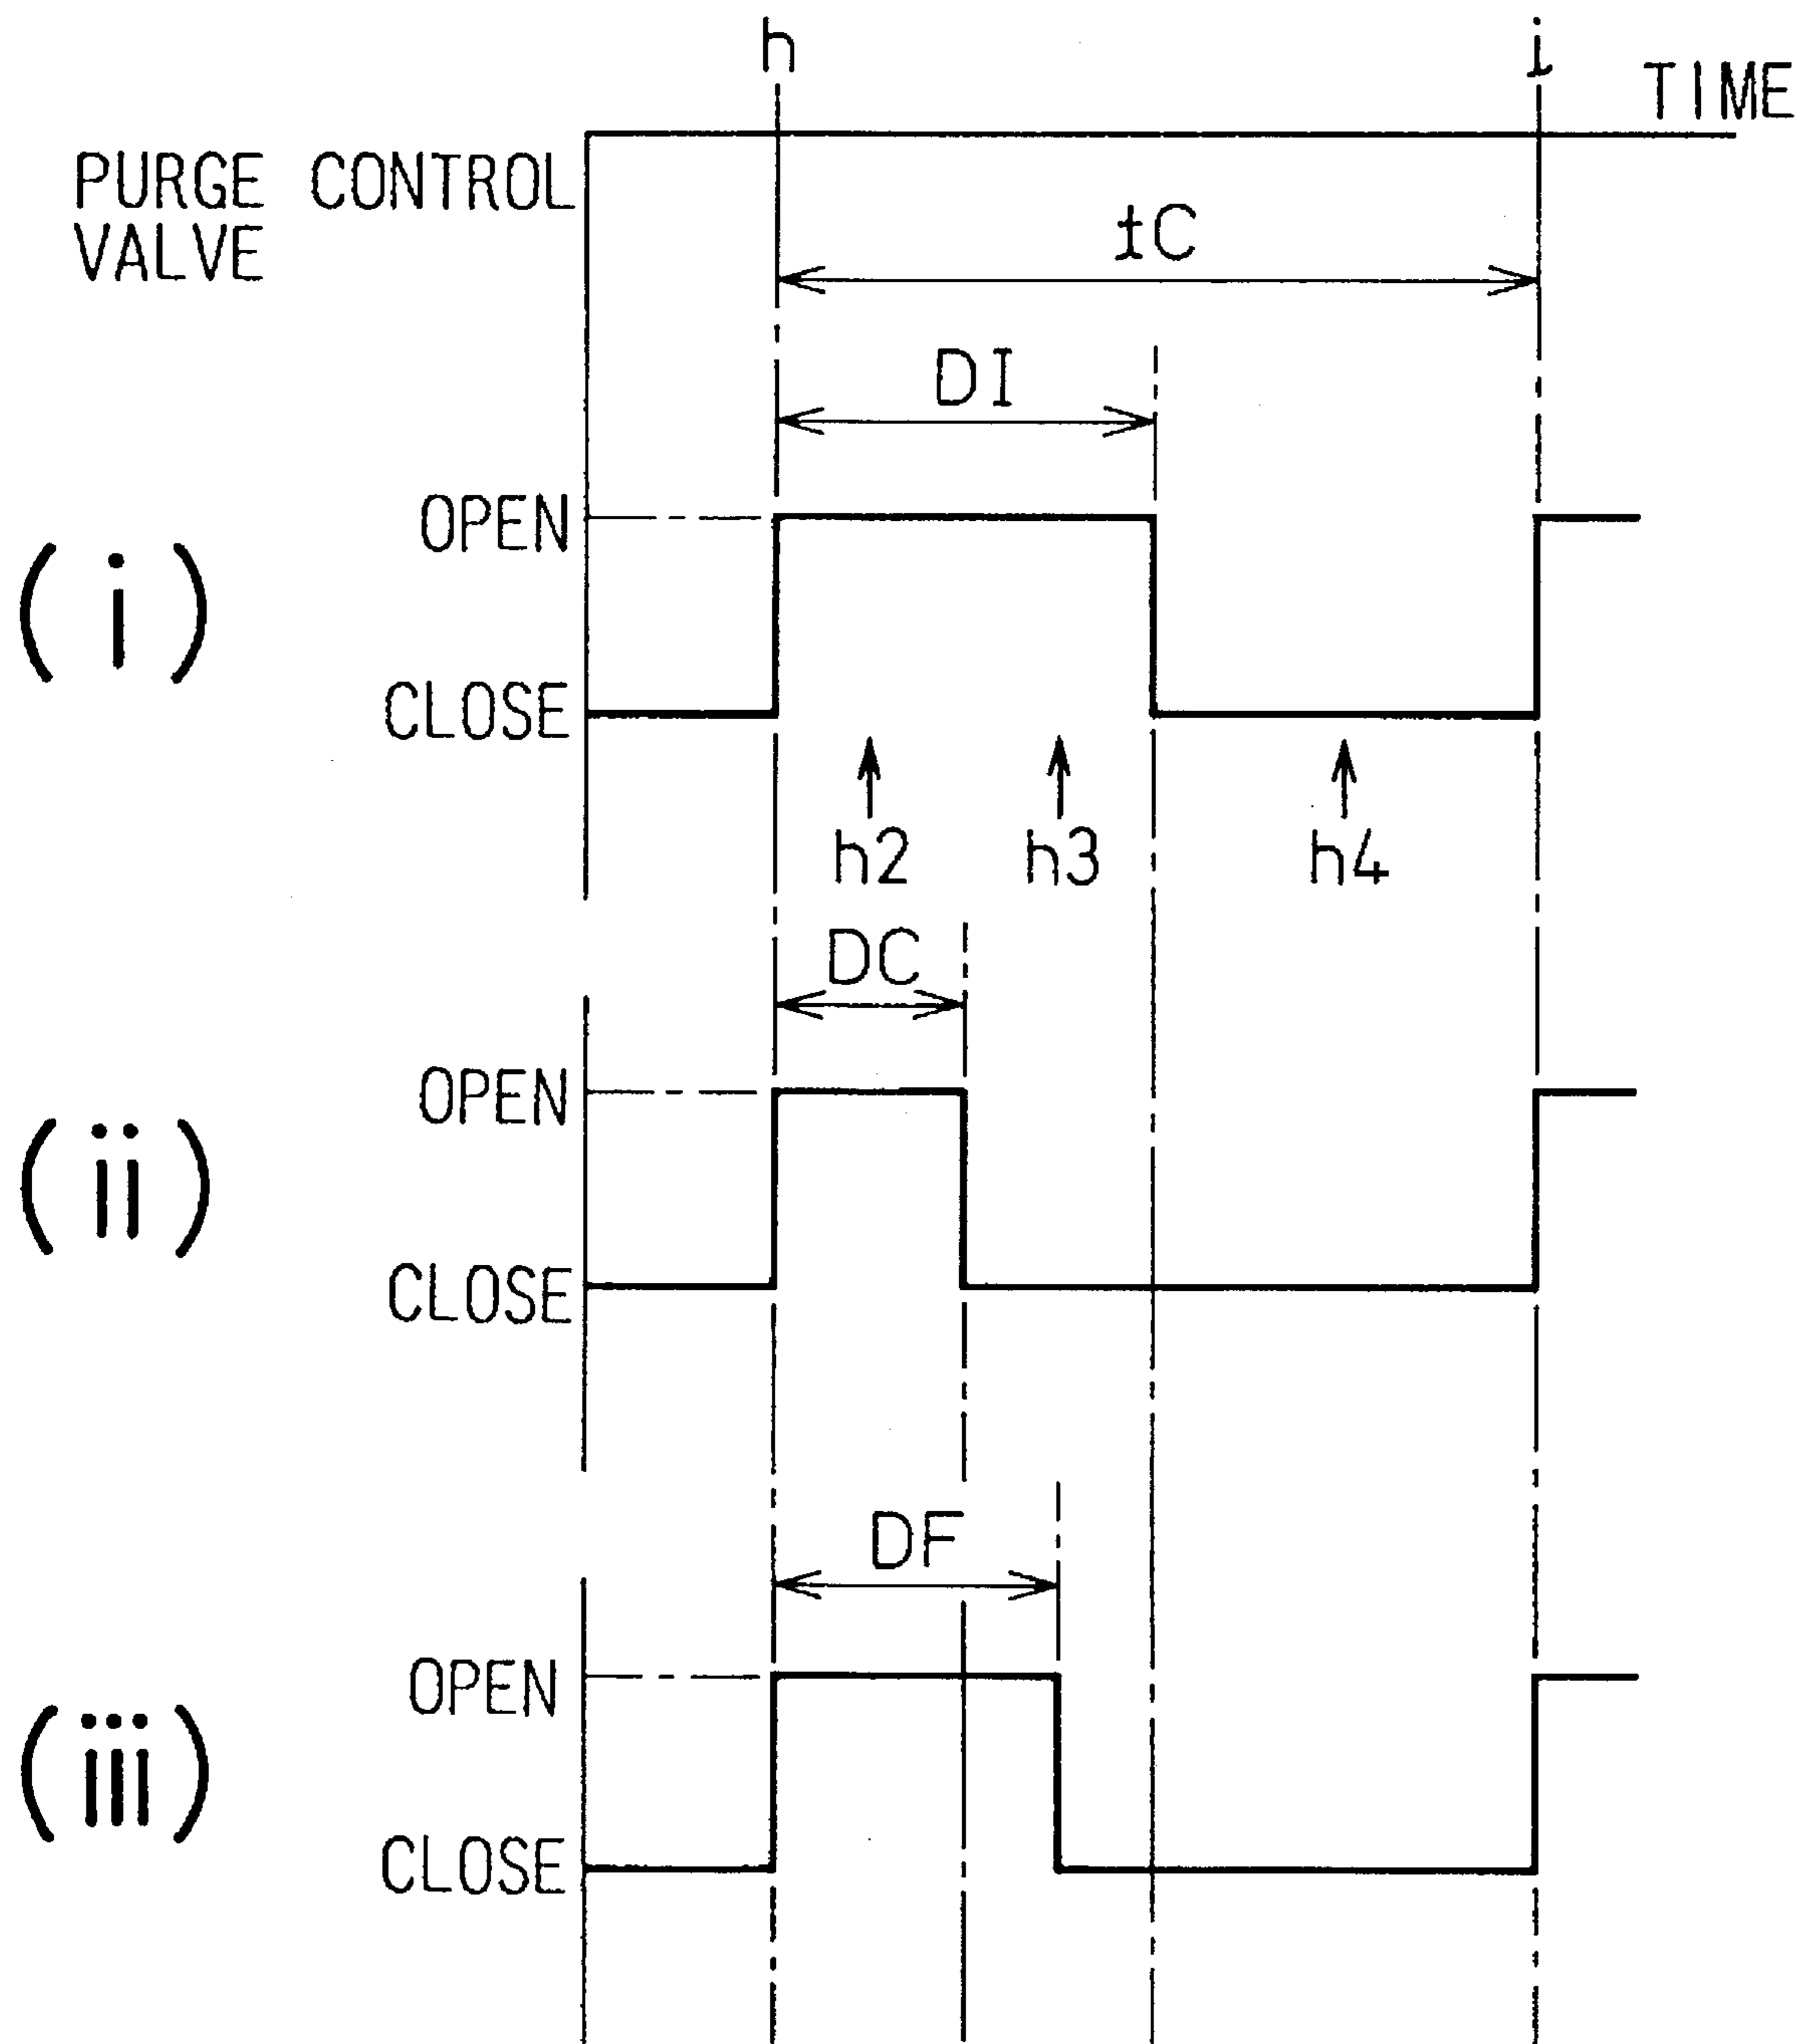 h
i
TIME
PURGE CONTROL
VALVE
tC
DI
OPEN
(i)
CLOSE
h2
h3
h4
DC
OPEN
(ii)
CLOSE
DF
OPEN
(iii)
CLOSE